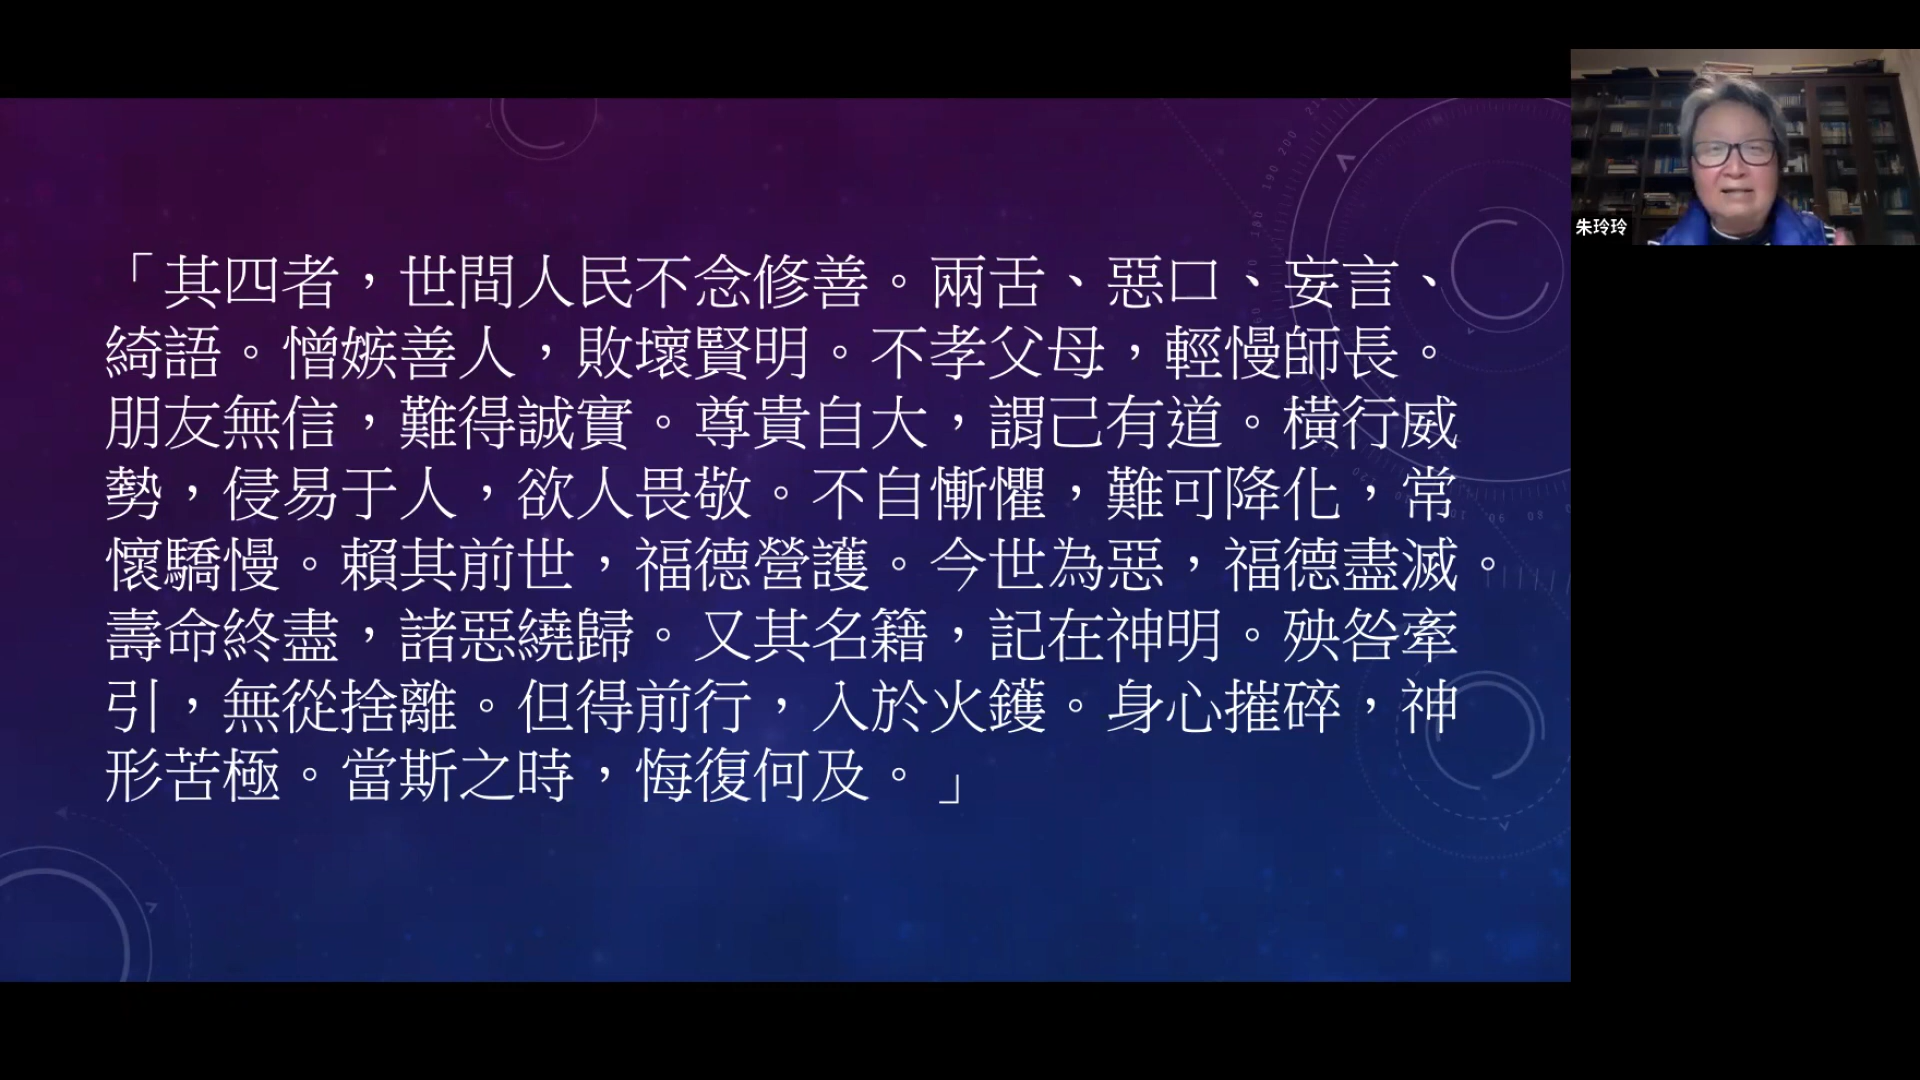 「其四者，世間人民不念修善。兩舌、惡口、妄言、
綺語。憎嫉善人，敗壞賢明。不孝父母，輕慢師長。
朋友無信，難得誠實。尊貴自大，謂己有道。橫行威
勢，侵易于人，欲人畏敬。不自慚懼，難可降化，常
懷驕慢。賴其前世，福德營護。今世為惡，福德盡滅。
壽命終盡，諸惡繞歸。又其名籍，記在神明。殃咎牽
引，無從捨離。但得前行，入於火鑊。身心摧碎，神
形苦極。當斯之時，悔復何及。」
朱玲玲